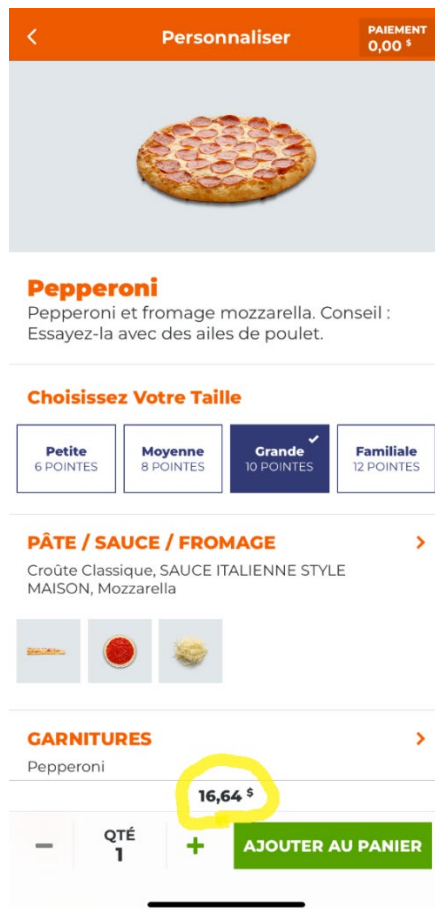 Personnaliser
PAIEMENT
0,00 $
Pepperoni
Pepperoni et fromage mozzarella. Conseil :
Essayez-la avec des ailes de poulet.
Choisissez Votre Taille
Petite
6 POINTES
Moyenne
8 POINTES
Grande
10 POINTES
Familiale
12 POINTES
PÂTE / SAUCE / FROMAGE
Croûte Classique, SAUCE ITALIENNE STYLE
MAISON, Mozzarella
GARNITURES
Pepperoni
16,64 $
QTÉ
1
AJOUTER AU PANIER